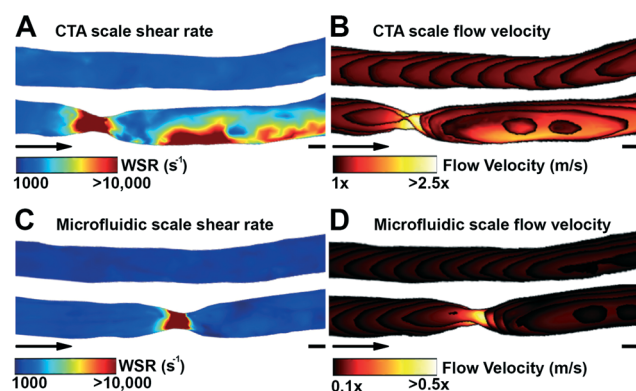 A CTA scale shear rate
WSR (s-1)
1000 >10,000
B CTA scale flow velocity
Flow Velocity (m/s)
1x >2.5x
C Microfluidic scale shear rate
WSR (s-1)
1000 >10,000
D Microfluidic scale flow velocity
Flow Velocity (m/s)
0.1x >0.5x